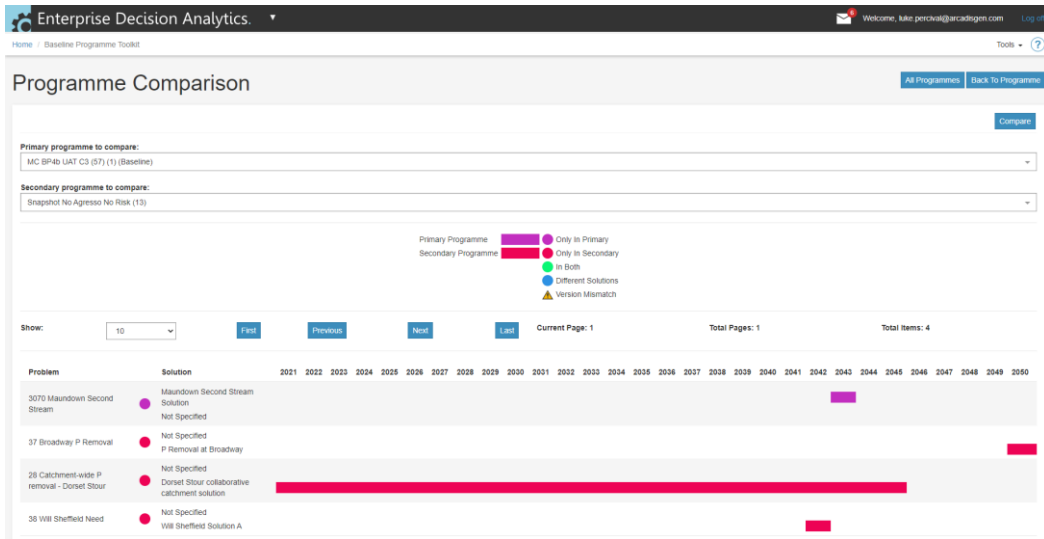 Enterprise Decision Analytics. ▾
6 Welcome, luke.percival@arcadisgen.com Log of
Home / Baseline Programme Toolkit
Tools ?
Programme Comparison
All Programmes Back To Programme
Compare
Primary programme to compare:
MC BP4b UAT C3 (57) (1) (Baseline)
Secondary programme to compare:
Snapshot No Agresso No Risk (13)
Primary Programme Only In Primary
Secondary Programme Only In Secondary
In Both
Different Solutions
Version Mismatch
Show: 10 First Previous Next Last Current Page: 1 Total Pages: 1 Total Items: 4
Problem Solution 2021 2022 2023 2024 2025 2026 2027 2028 2029 2030 2031 2032 2033 2034 2035 2036 2037 2038 2039 2040 2041 2042 2043 2044 2045 2046 2047 2048 2049 2050
3070 Maundown Second
Stream
Maundown Second Stream
Solution
Not Specified
37 Broadway P Removal
Not Specified
P Removal at Broadway
28 Catchment-wide P
removal - Dorset Stour
Not Specified
Dorset Stour collaborative
catchment solution
38 Will Sheffield Need
Not Specified
Will Sheffield Solution A